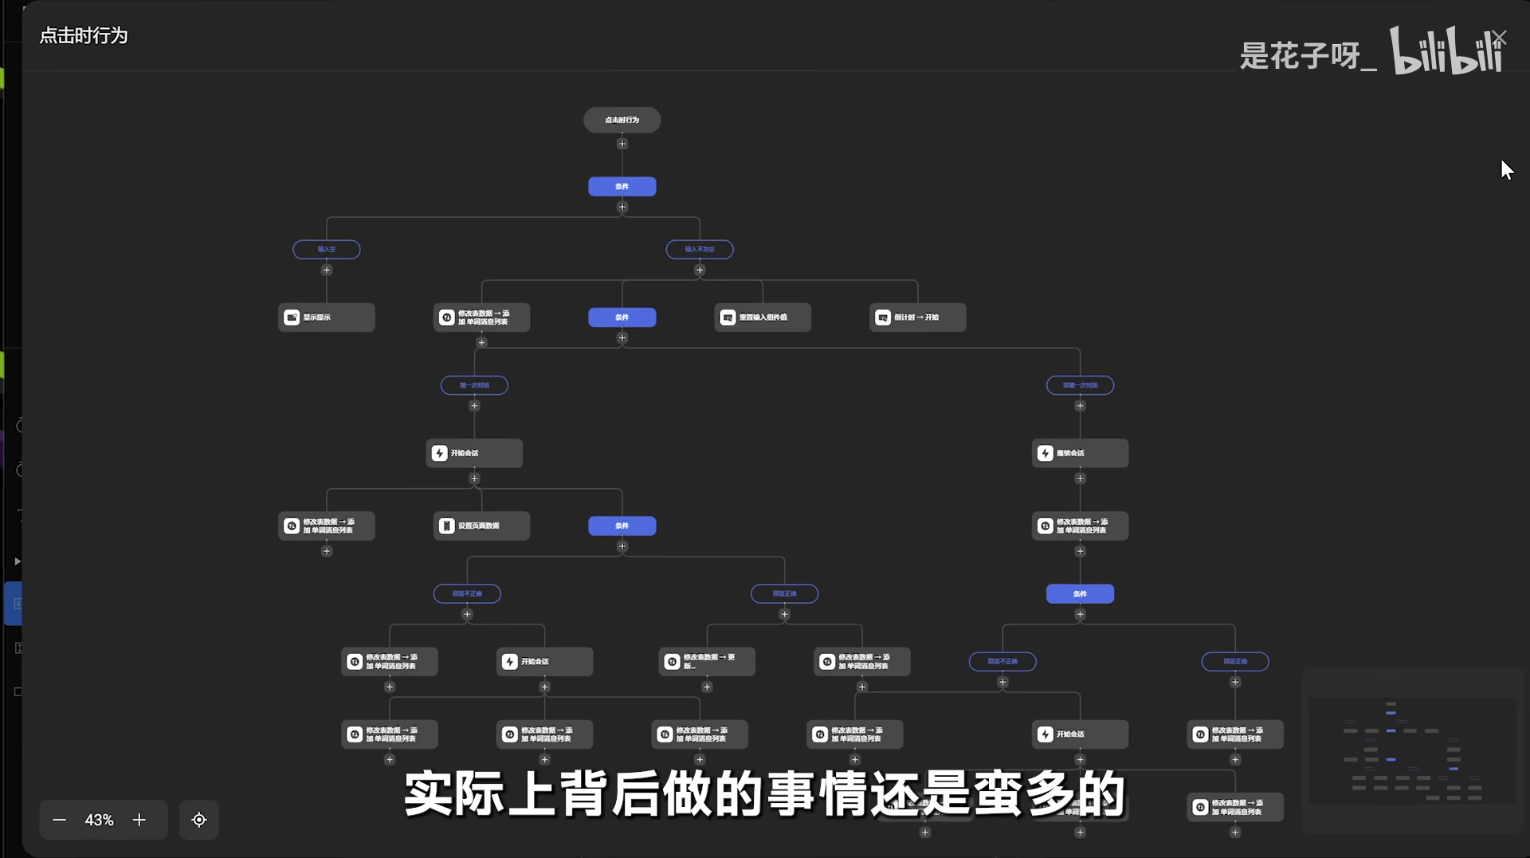 点击时行为
是花子呀_ bilibili
点击时行为
条件
输入空
输入不为空
显示提示
修改表数据 → 添
加 单词消息列表
条件
重置输入组件值
倒计时 → 开始
第一次对话
非第一次对话
开始会话
继续会话
修改表数据 → 添
加 单词消息列表
设置页面数据
条件
修改表数据 → 添
加 单词消息列表
回答不正确
回答正确
条件
修改表数据 → 添
加 单词消息列表
开始会话
修改表数据 → 更
新...
修改表数据 → 添
加 单词消息列表
回答不正确
回答正确
修改表数据 → 添
加 单词消息列表
修改表数据 → 添
加 单词消息列表
修改表数据 → 添
加 单词消息列表
修改表数据 → 添
加 单词消息列表
开始会话
修改表数据 → 添
加 单词消息列表
修改表数据 → 添
加 单词消息列表
实际上背后做的事情还是蛮多的
43%